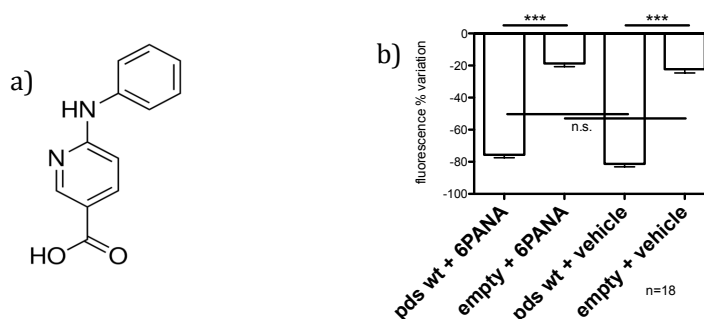 a)
HN
N
HO
O
b)
*** ***
fluorescence % variation
0
-20
-40
-60
-80
-100
n.s.
pds wt + 6PANA
empty + 6PANA
pds wt + vehicle
empty + vehicle
n=18